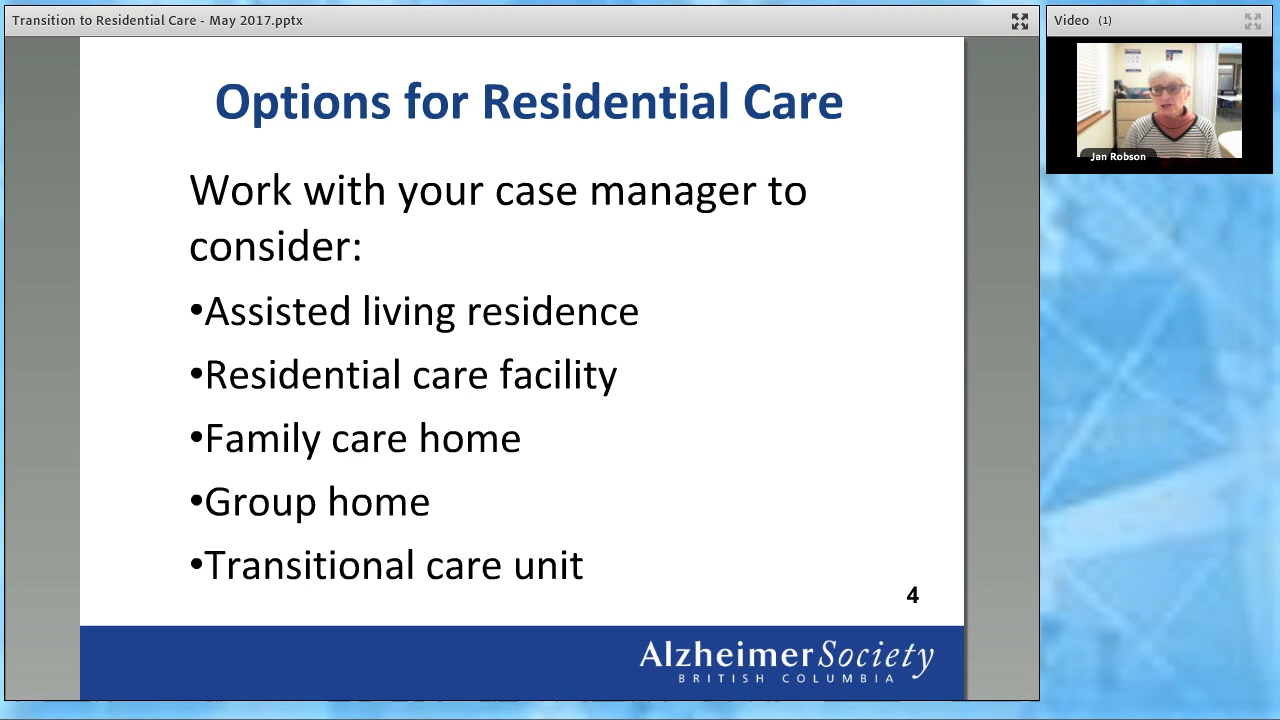 Transition to Residential Care - May 2017.pptx
Video (1)
Jan Robson
Options for Residential Care
Work with your case manager to
consider:
•Assisted living residence
•Residential care facility
•Family care home
•Group home
•Transitional care unit
4
Alzheimer Society
BRITISH COLUMBIA